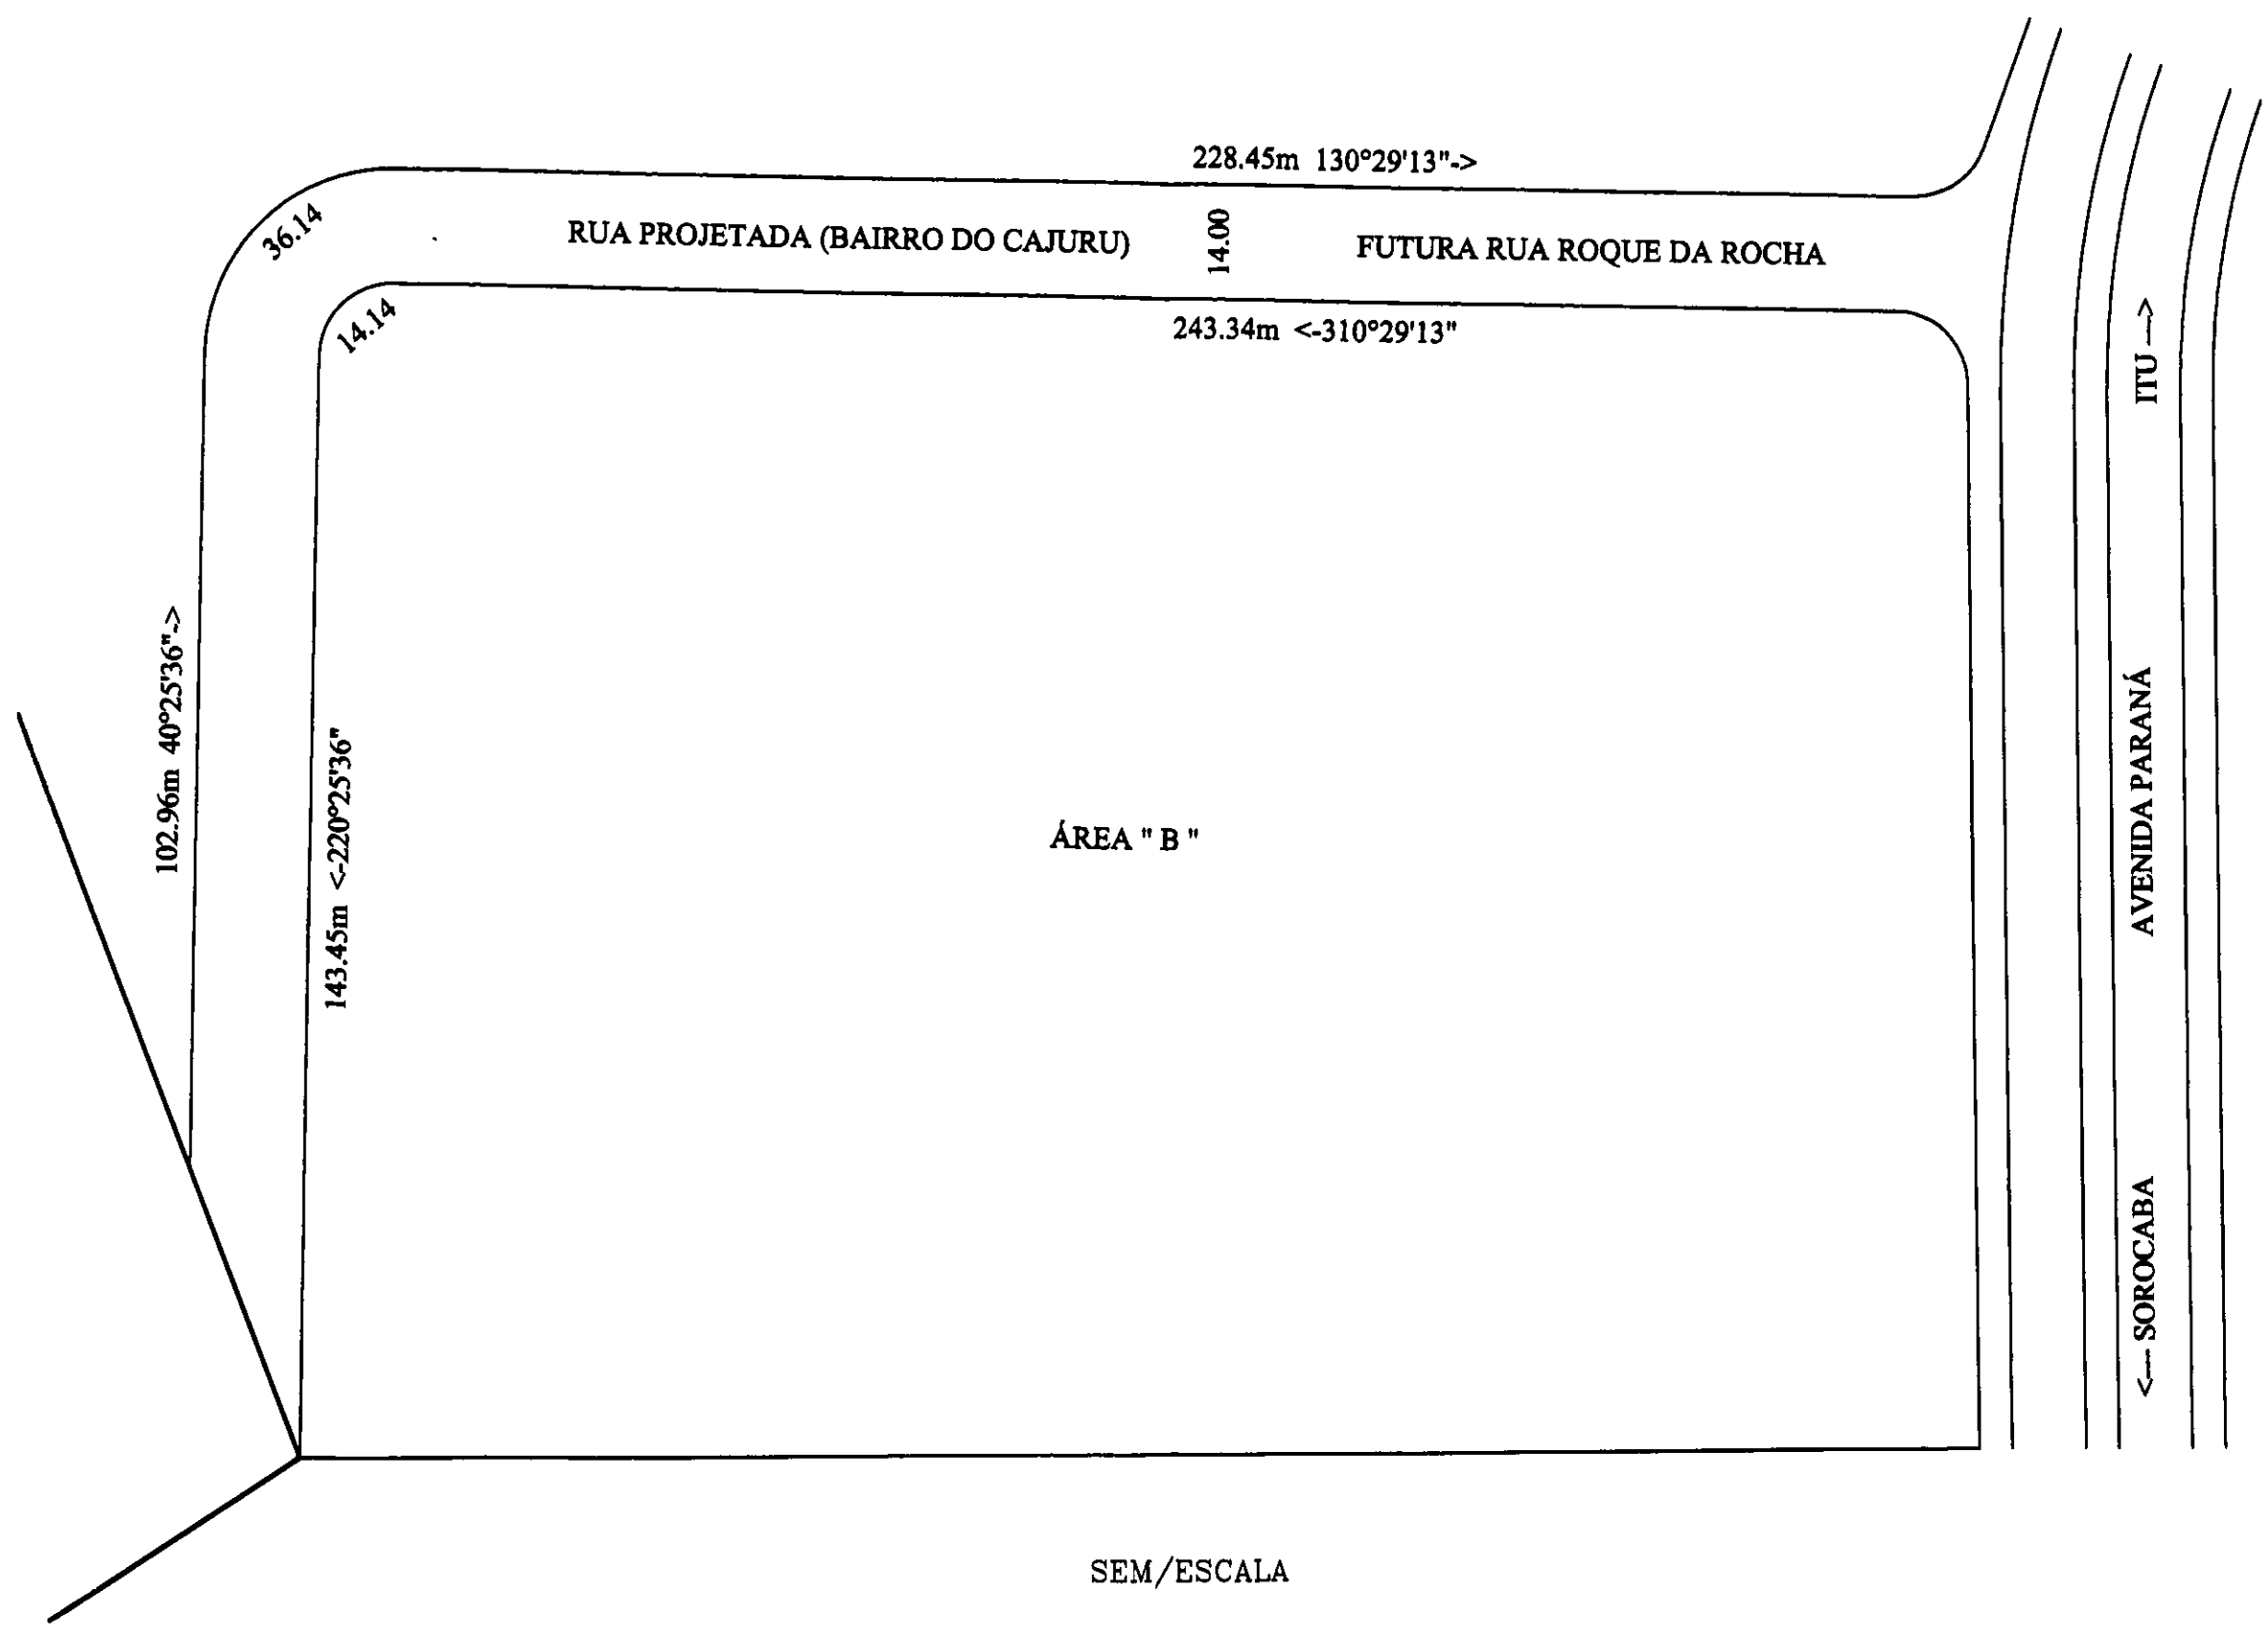 228.45m 130°29'13"->
36.14
RUA PROJETADA (BAIRRO DO CAJURU)
14.00
FUTURA RUA ROQUE DA ROCHA
14.14
243.34m <-310°29'13"
ITU --->
102.96m 40°25'36"->
143.45m <-220°25'36"
ÁREA " B "
AVENIDA PARANÁ
<---- SOROCABA
SEM/ESCALA